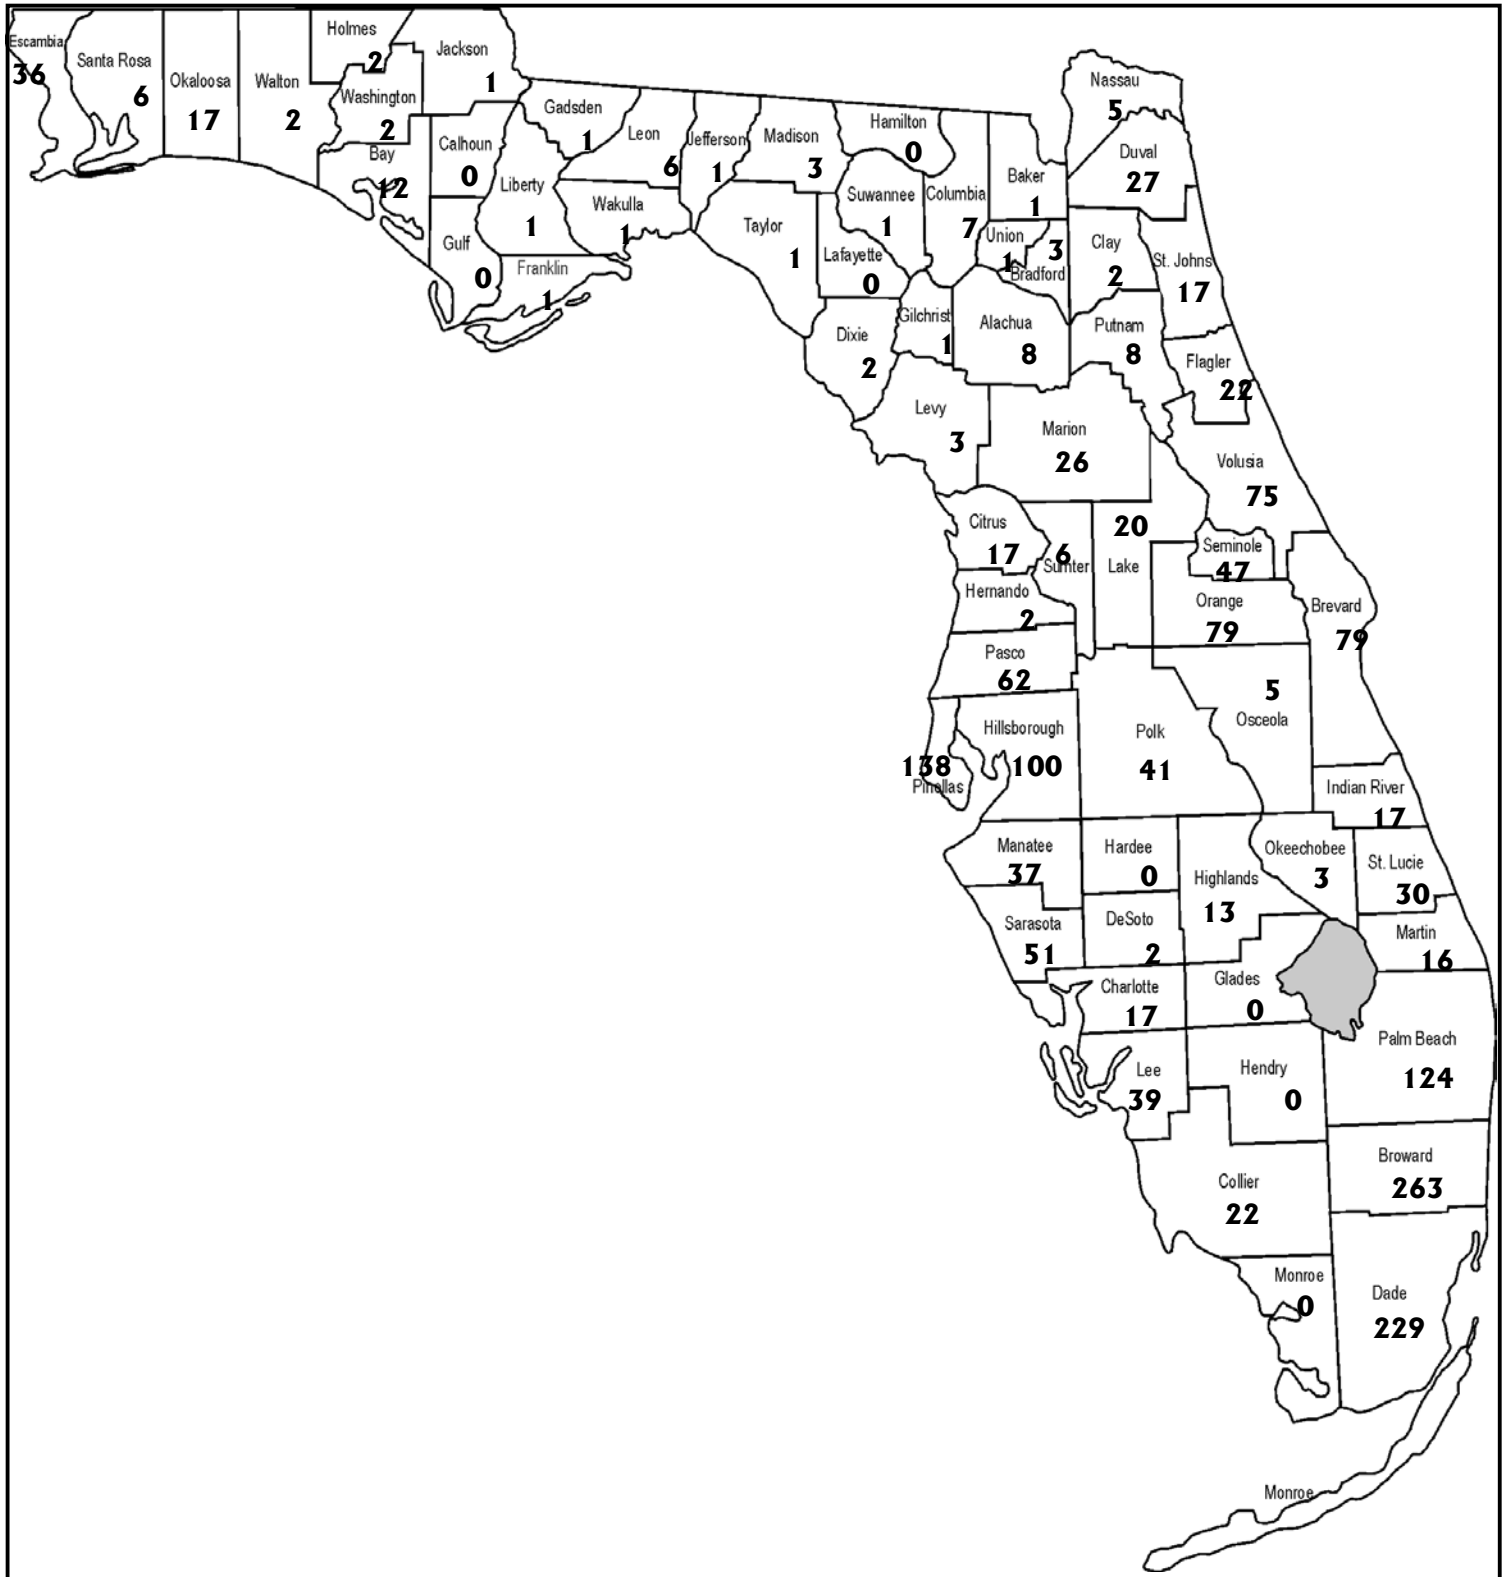 Escambia
36
Santa Rosa
6
Okaloosa
17
Walton
2
Holmes
2
Washington
2
Jackson
1
Bay
12
Calhoun
0
Gulf
0
Liberty
1
Gadsden
1
Franklin
1
Leon
6
Wakulla
1
Jefferson
1
Madison
3
Taylor
1
Hamilton
0
Suwannee
1
Lafayette
0
Dixie
2
Columbia
7
Gilchrist
1
Baker
1
Union
1
3
Bradford
Alachua
8
Levy
3
Nassau
5
Duval
27
Clay
2
St. Johns
17
Putnam
8
Flagler
22
Marion
26
Volusia
75
Citrus
17
6
Sumter
20
Lake
Seminole
47
Hernando
2
Orange
79
Brevard
79
Pasco
62
5
Osceola
Hillsborough
100
138
Pinellas
Polk
41
Indian River
17
Manatee
37
Hardee
0
Highlands
13
Okeechobee
3
St. Lucie
30
Sarasota
51
DeSoto
2
Martin
16
Charlotte
17
Glades
0
Palm Beach
124
Lee
39
Hendry
0
Broward
263
Collier
22
Monroe
0
Dade
229
Monroe